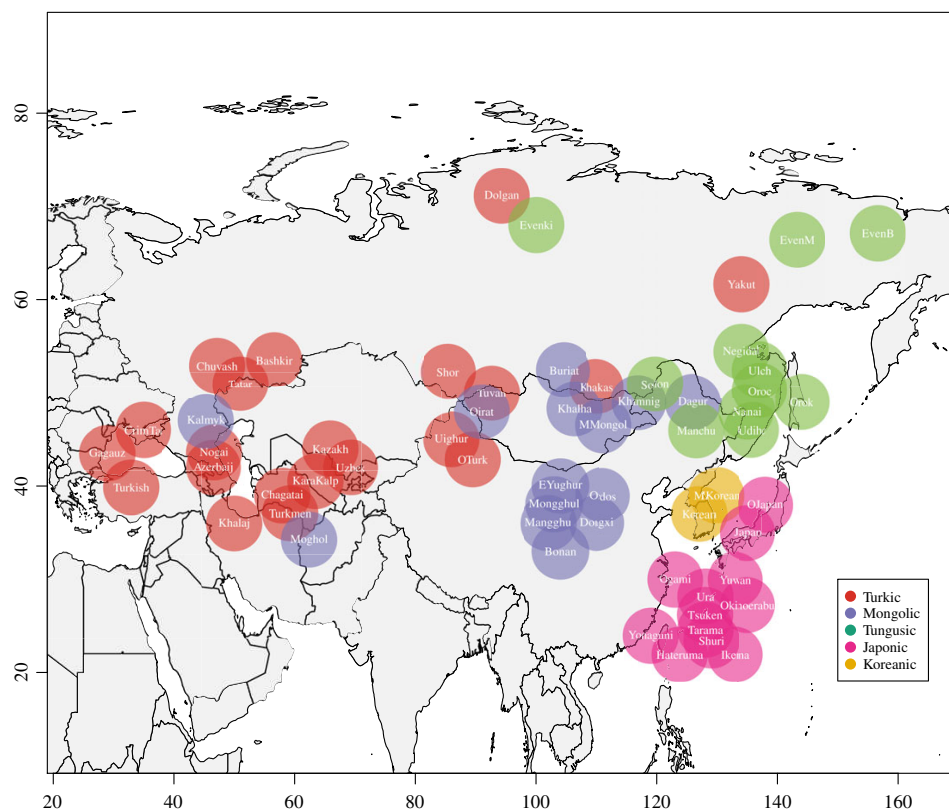 80
60
40
20
Dolgan
Evenki
EvenM
EvenB
Yakut
Chuvash
Bashkir
Tatar
Shor
Tuvan
Oirat
Buriat
Khakas
Solon
Khamnig
Dagur
Negidal
Ulch
Oroc
Orok
Nanai
Udihe
Manchu
Khalha
MMongol
Kalmyk
CrimTa
Gagauz
Turkish
Nogai
Azerbaij
Kazakh
Uzbek
KaraKalp
Chagatai
Turkmen
Khalaj
Moghol
Uighur
OTurk
EYughur
Ordos
Mongghul
Mangghu
Dongxi
Bonan
MKorean
Korean
OJapan
Japan
Ogami
Yuwan
Ura
Okinoerabu
Tsuken
Tarama
Shuri
Yonaguni
Hateruma
Ikema
Turkic
Mongolic
Tungusic
Japonic
Koreanic
20
40
60
80
100
120
140
160